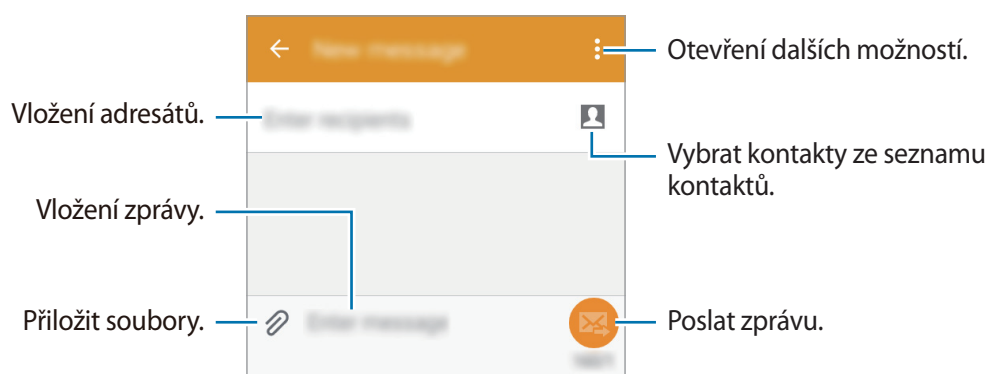 Otevření dalších možností.
Vložení adresátů.
Vybrat kontakty ze seznamu
kontaktů.
Vložení zprávy.
Přiložit soubory.
Poslat zprávu.